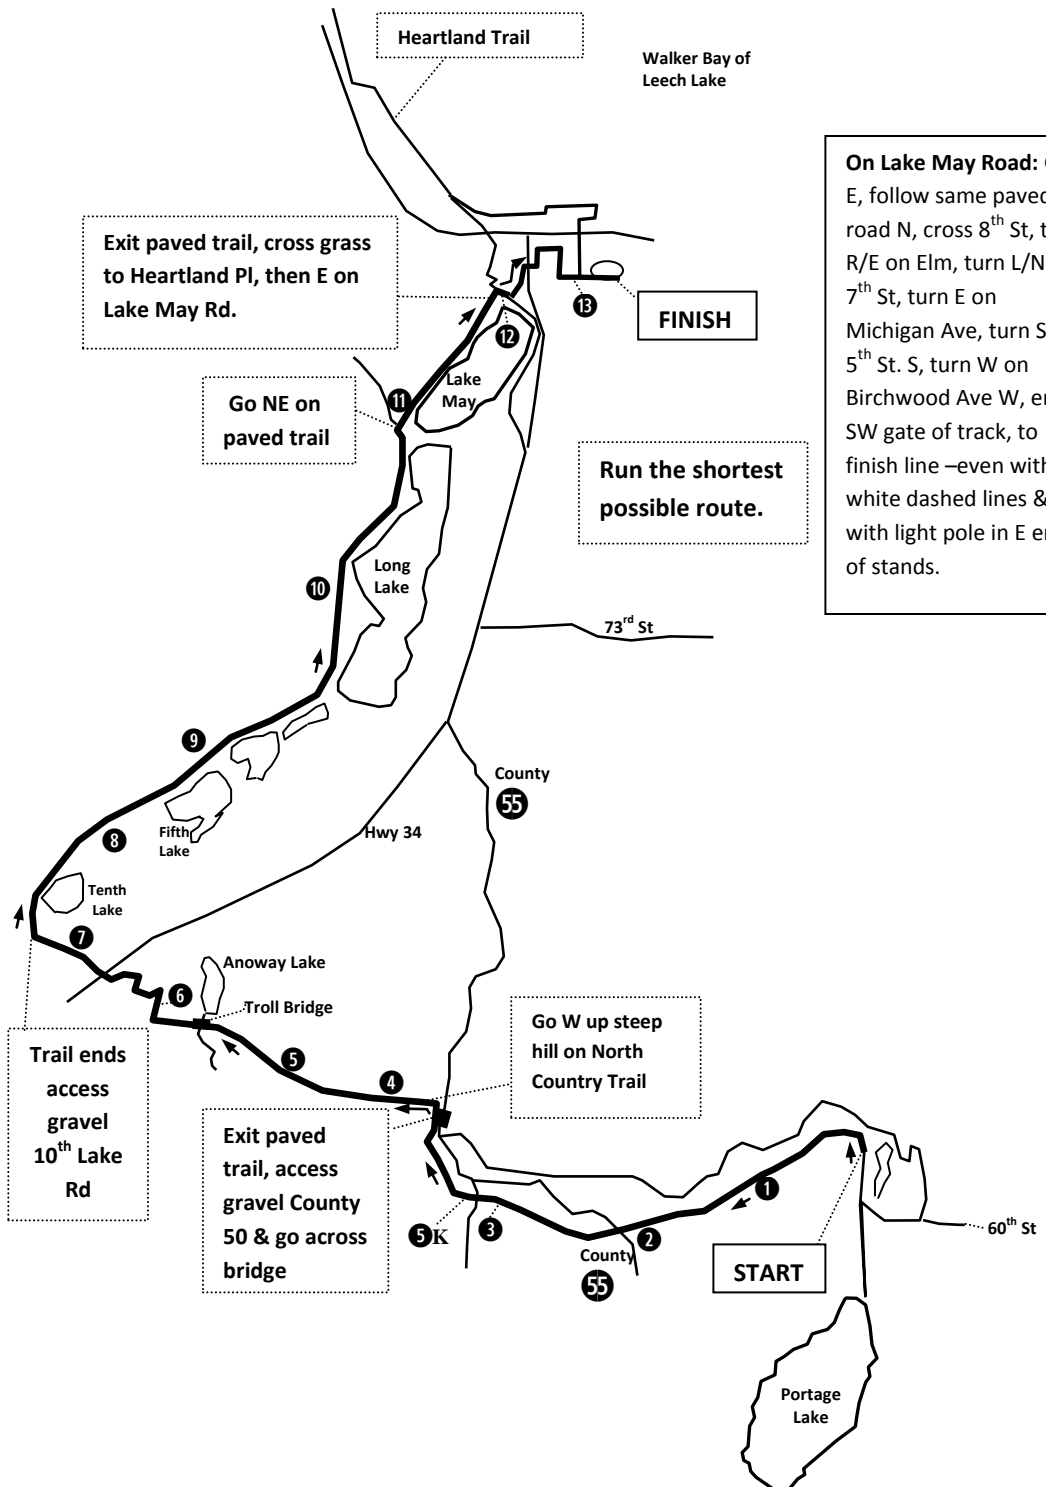 Heartland Trail
Walker Bay of
Leech Lake
On Lake May Road:
E, follow same paved
road N, cross 8th St,
R/E on Elm, turn L/N
7th St, turn E on
Michigan Ave, turn S
5th St. S, turn W on
Birchwood Ave W,
SW gate of track, to
finish line –even with
white dashed lines &
with light pole in E
of stands.
Exit paved trail, cross grass
to Heartland Pl, then E on
Lake May Rd.
13
FINISH
12
Lake
May
11
Go NE on
paved trail
Run the shortest
possible route.
Long
Lake
10
73rd St
9
County
55
Hwy 34
8
Fifth
Lake
Tenth
Lake
7
Anoway Lake
6
Troll Bridge
Go W up steep
hill on North
Country Trail
Trail ends
access
gravel
10th Lake
Rd
5
4
Exit paved
trail, access
gravel County
50 & go across
bridge
1
5K
3
2
60th St
County
55
START
Portage
Lake